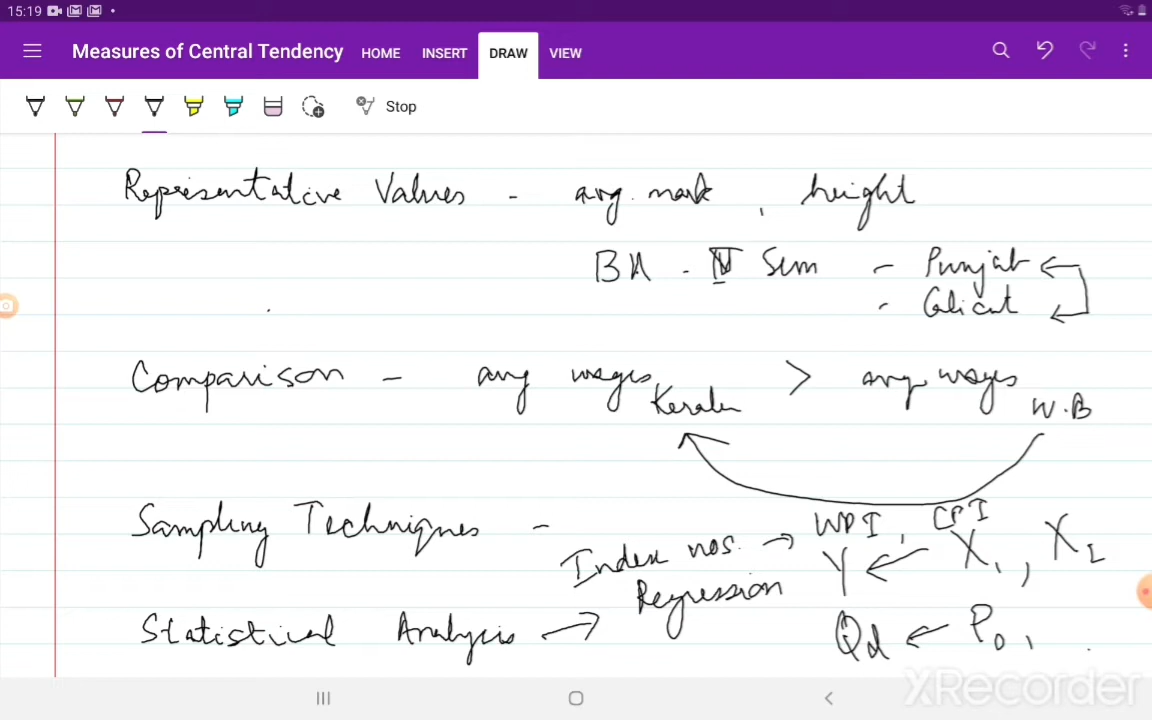 15:19
Measures of Central Tendency HOME INSERT DRAW VIEW
Stop
Representative Values - avg. mark, height
BA - IV Sem - Punjab
- Calicut
Comparison - avg wages Kerala > avg. wages W.B
Sampling Techniques -
Index nos. → WPI, CPI
Regression Y ← X1, X2
Statistical Analysis → Qd ← P0,
XRecorder